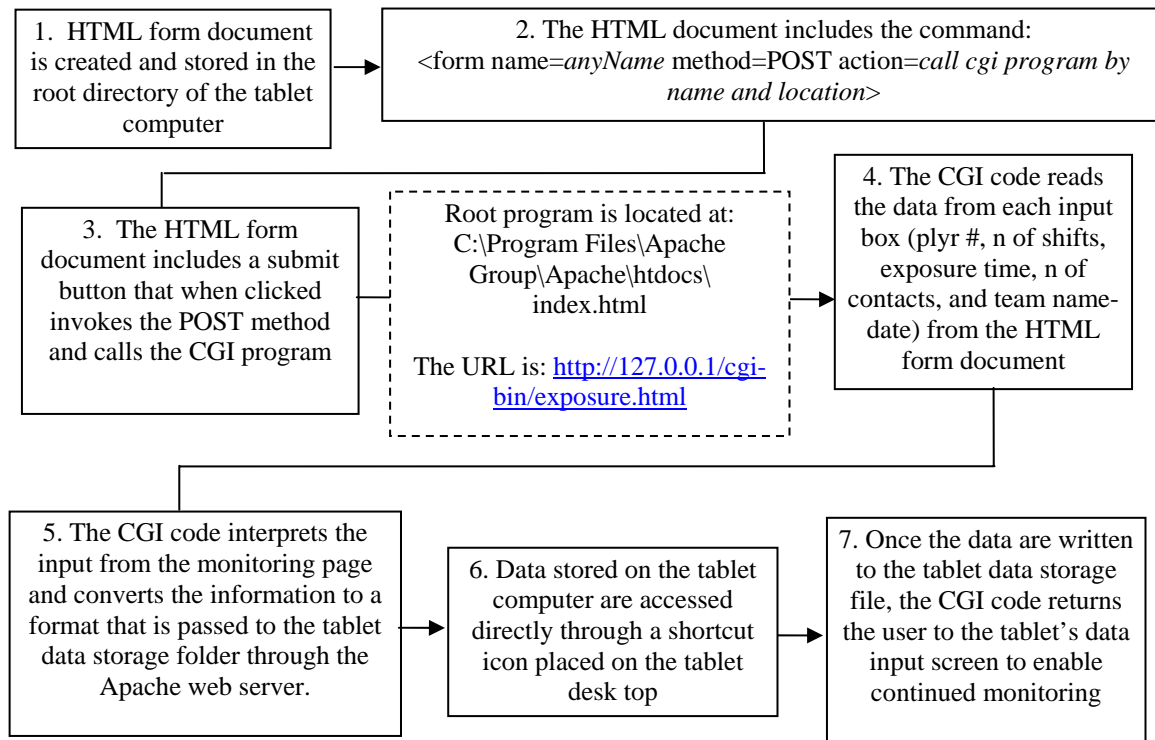 1. HTML form document
is created and stored in the
root directory of the tablet
computer
2. The HTML document includes the command:
<form name=anyName method=POST action=call cgi program by
name and location>
3. The HTML form
document includes a submit
button that when clicked
invokes the POST method
and calls the CGI program
Root program is located at:
C:\Program Files\Apache
Group\Apache\htdocs\
index.html
The URL is: http://127.0.0.1/cgi-
bin/exposure.html
4. The CGI code reads
the data from each input
box (plyr #, n of shifts,
exposure time, n of
contacts, and team name-
date) from the HTML
form document
5. The CGI code interprets the
input from the monitoring page
and converts the information to a
format that is passed to the tablet
data storage folder through the
Apache web server.
6. Data stored on the tablet
computer are accessed
directly through a shortcut
icon placed on the tablet
desk top
7. Once the data are written
to the tablet data storage
file, the CGI code returns
the user to the tablet's data
input screen to enable
continued monitoring